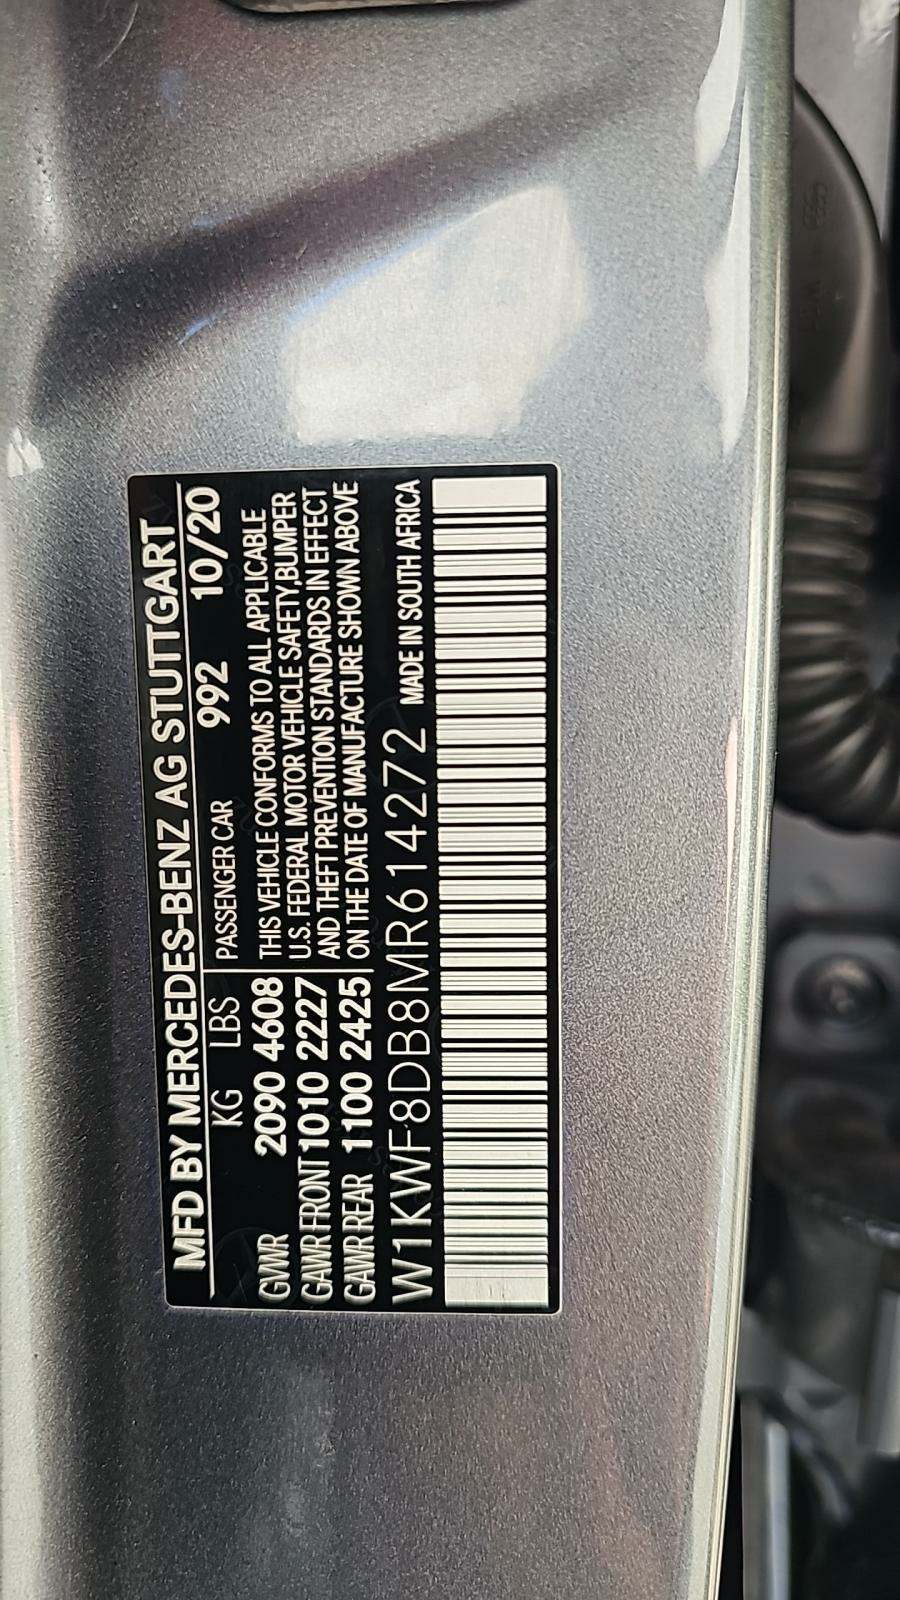 MFD BY MERCEDES-BENZ AG STUTTGART
KG LBS PASSENGER CAR 992 10/20
GVWR 2090 4608 THIS VEHICLE CONFORMS TO ALL APPLICABLE
GAWR FRONT 1010 2227 U.S. FEDERAL MOTOR VEHICLE SAFETY,BUMPER
GAWR REAR 1100 2425 AND THEFT PREVENTION STANDARDS IN EFFECT
ON THE DATE OF MANUFACTURE SHOWN ABOVE
W1KWF8DB8MR614272 MADE IN SOUTH AFRICA